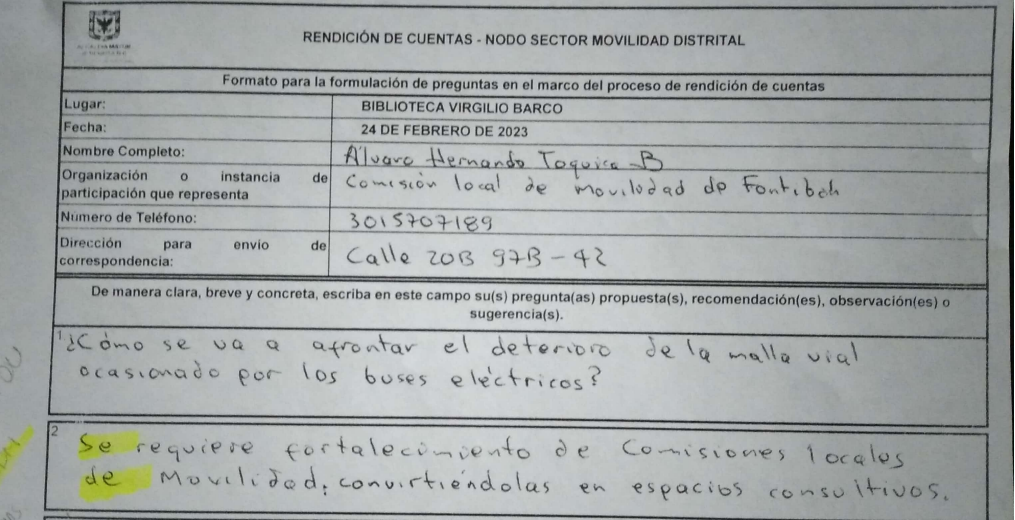 RENDICIÓN DE CUENTAS - NODO SECTOR MOVILIDAD DISTRITAL
Formato para la formulación de preguntas en el marco del proceso de rendición de cuentas
Lugar: BIBLIOTECA VIRGILIO BARCO
Fecha: 24 DE FEBRERO DE 2023
Nombre Completo: Álvaro Hernando Toquica B
Organización o instancia de
participación que representa
Comisión local de movilidad de Fontibón
Número de Teléfono: 3015707189
Dirección para envio de
correspondencia:
Calle 20B 97B-42
De manera clara, breve y concreta, escriba en este campo su(s) pregunta(as) propuesta(s), recomendación(es), observación(es) o
sugerencia(s).
1 ¿Cómo se va a afrontar el deterioro de la malla vial
ocasionado por los buses eléctricos?
2 Se requiere fortalecimiento de Comisiones locales
de Movilidad; convirtiéndolas en espacios consultivos.